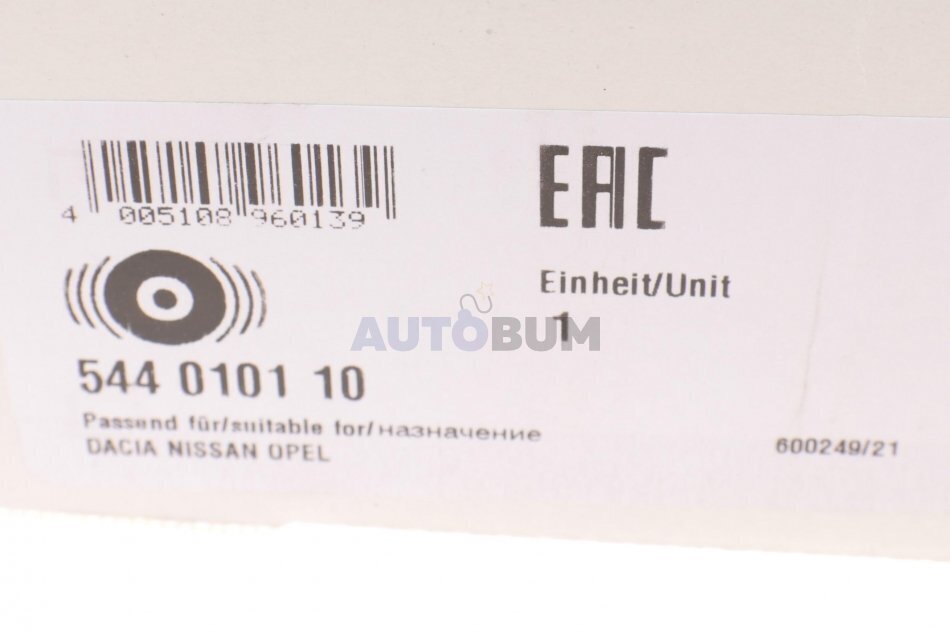 4 005108 960139
EAC
Einheit/Unit
1
AUTOBUM
544 0101 10
Passend für/suitable for/назначение
DACIA NISSAN OPEL
600249/21